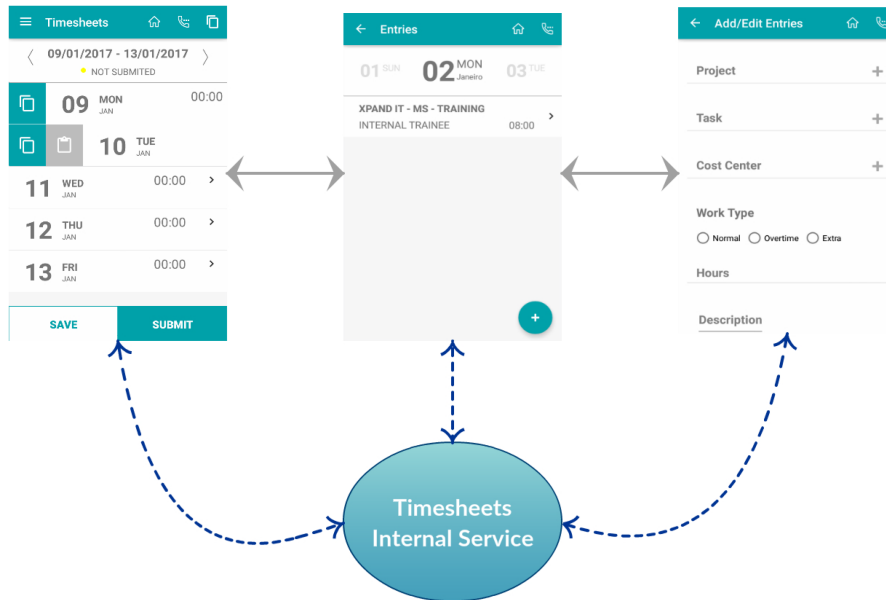 Timesheets
09/01/2017 - 13/01/2017
NOT SUBMITED
09 MON JAN 00:00
10 TUE JAN
11 WED JAN 00:00
12 THU JAN 00:00
13 FRI JAN 00:00
SAVE SUBMIT
Entries
01 SUN 02 MON Janeiro 03 TUE
XPAND IT - MS - TRAINING
INTERNAL TRAINEE 08:00
+
Add/Edit Entries
Project +
Task +
Cost Center +
Work Type
Normal Overtime Extra
Hours
Description
Timesheets
Internal Service